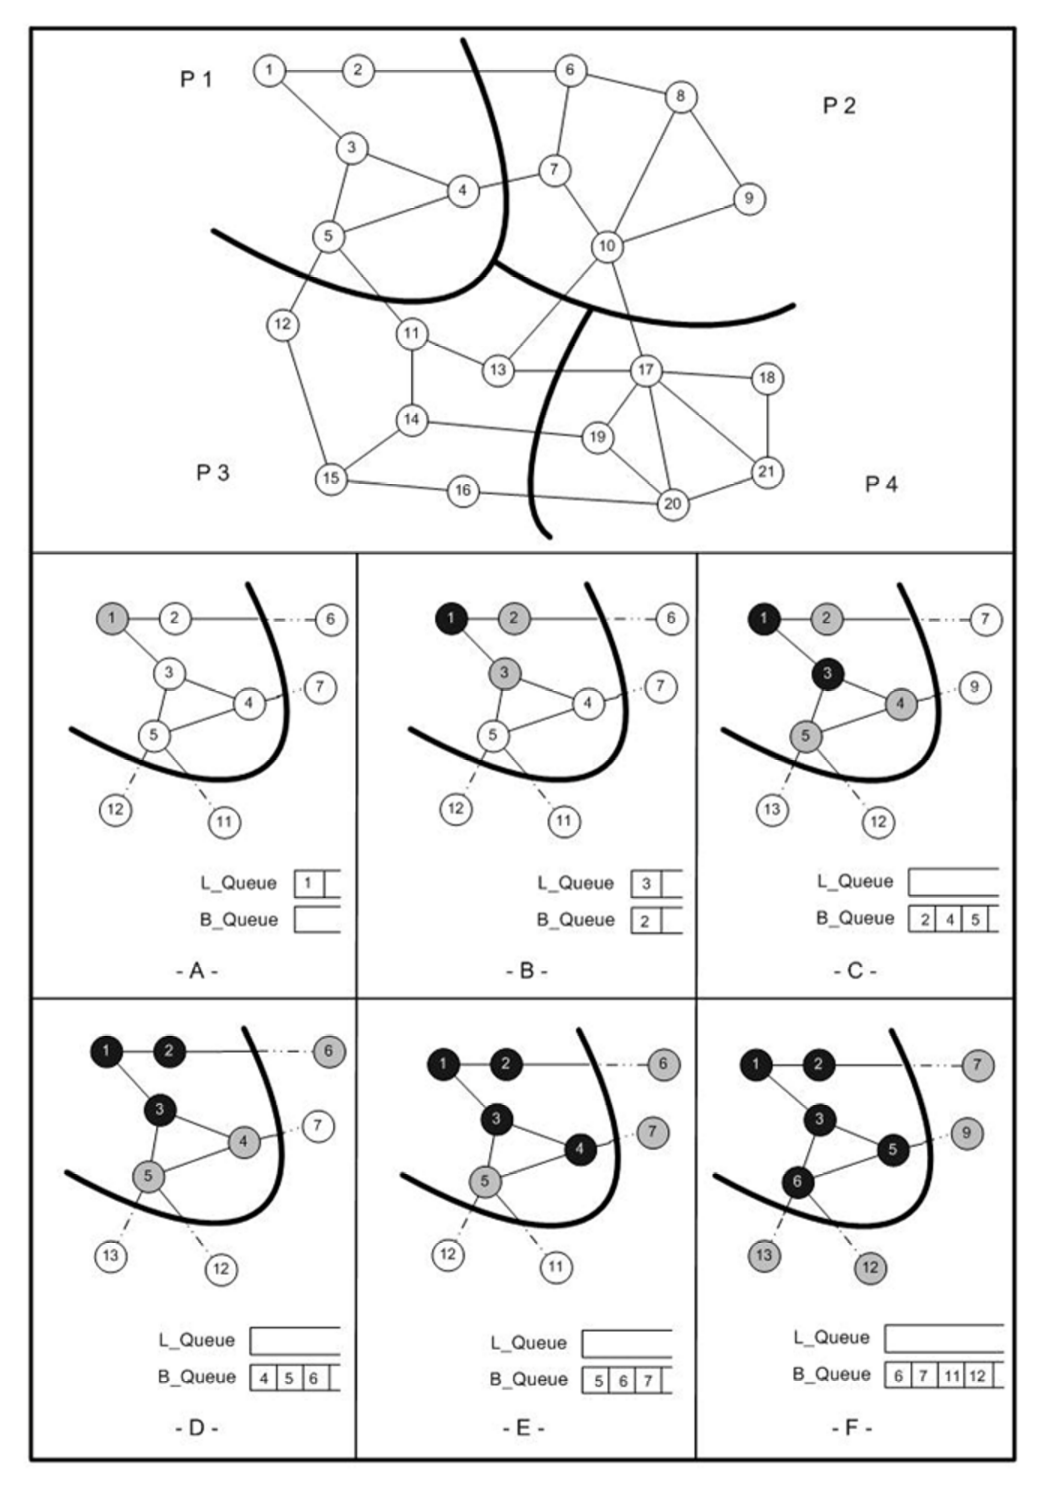 P 1
1 2 6
8
P 2
3
7
4
9
5
10
12
11
13
17
18
14
19
P 3
15
16
21
P 4
20
1 2 6
3
7
4
5
12
11
L_Queue 1
B_Queue
- A -
1 2 6
3
7
4
5
12
11
L_Queue 3
B_Queue 2
- B -
1 2 7
3
9
4
5
13
12
L_Queue
B_Queue 2 4 5
- C -
1 2 6
3
7
4
5
13
12
L_Queue
B_Queue 4 5 6
- D -
1 2 6
3
7
4
5
12
11
L_Queue
B_Queue 5 6 7
- E -
1 2 7
3
9
5
6
13
12
L_Queue
B_Queue 6 7 11 12
- F -